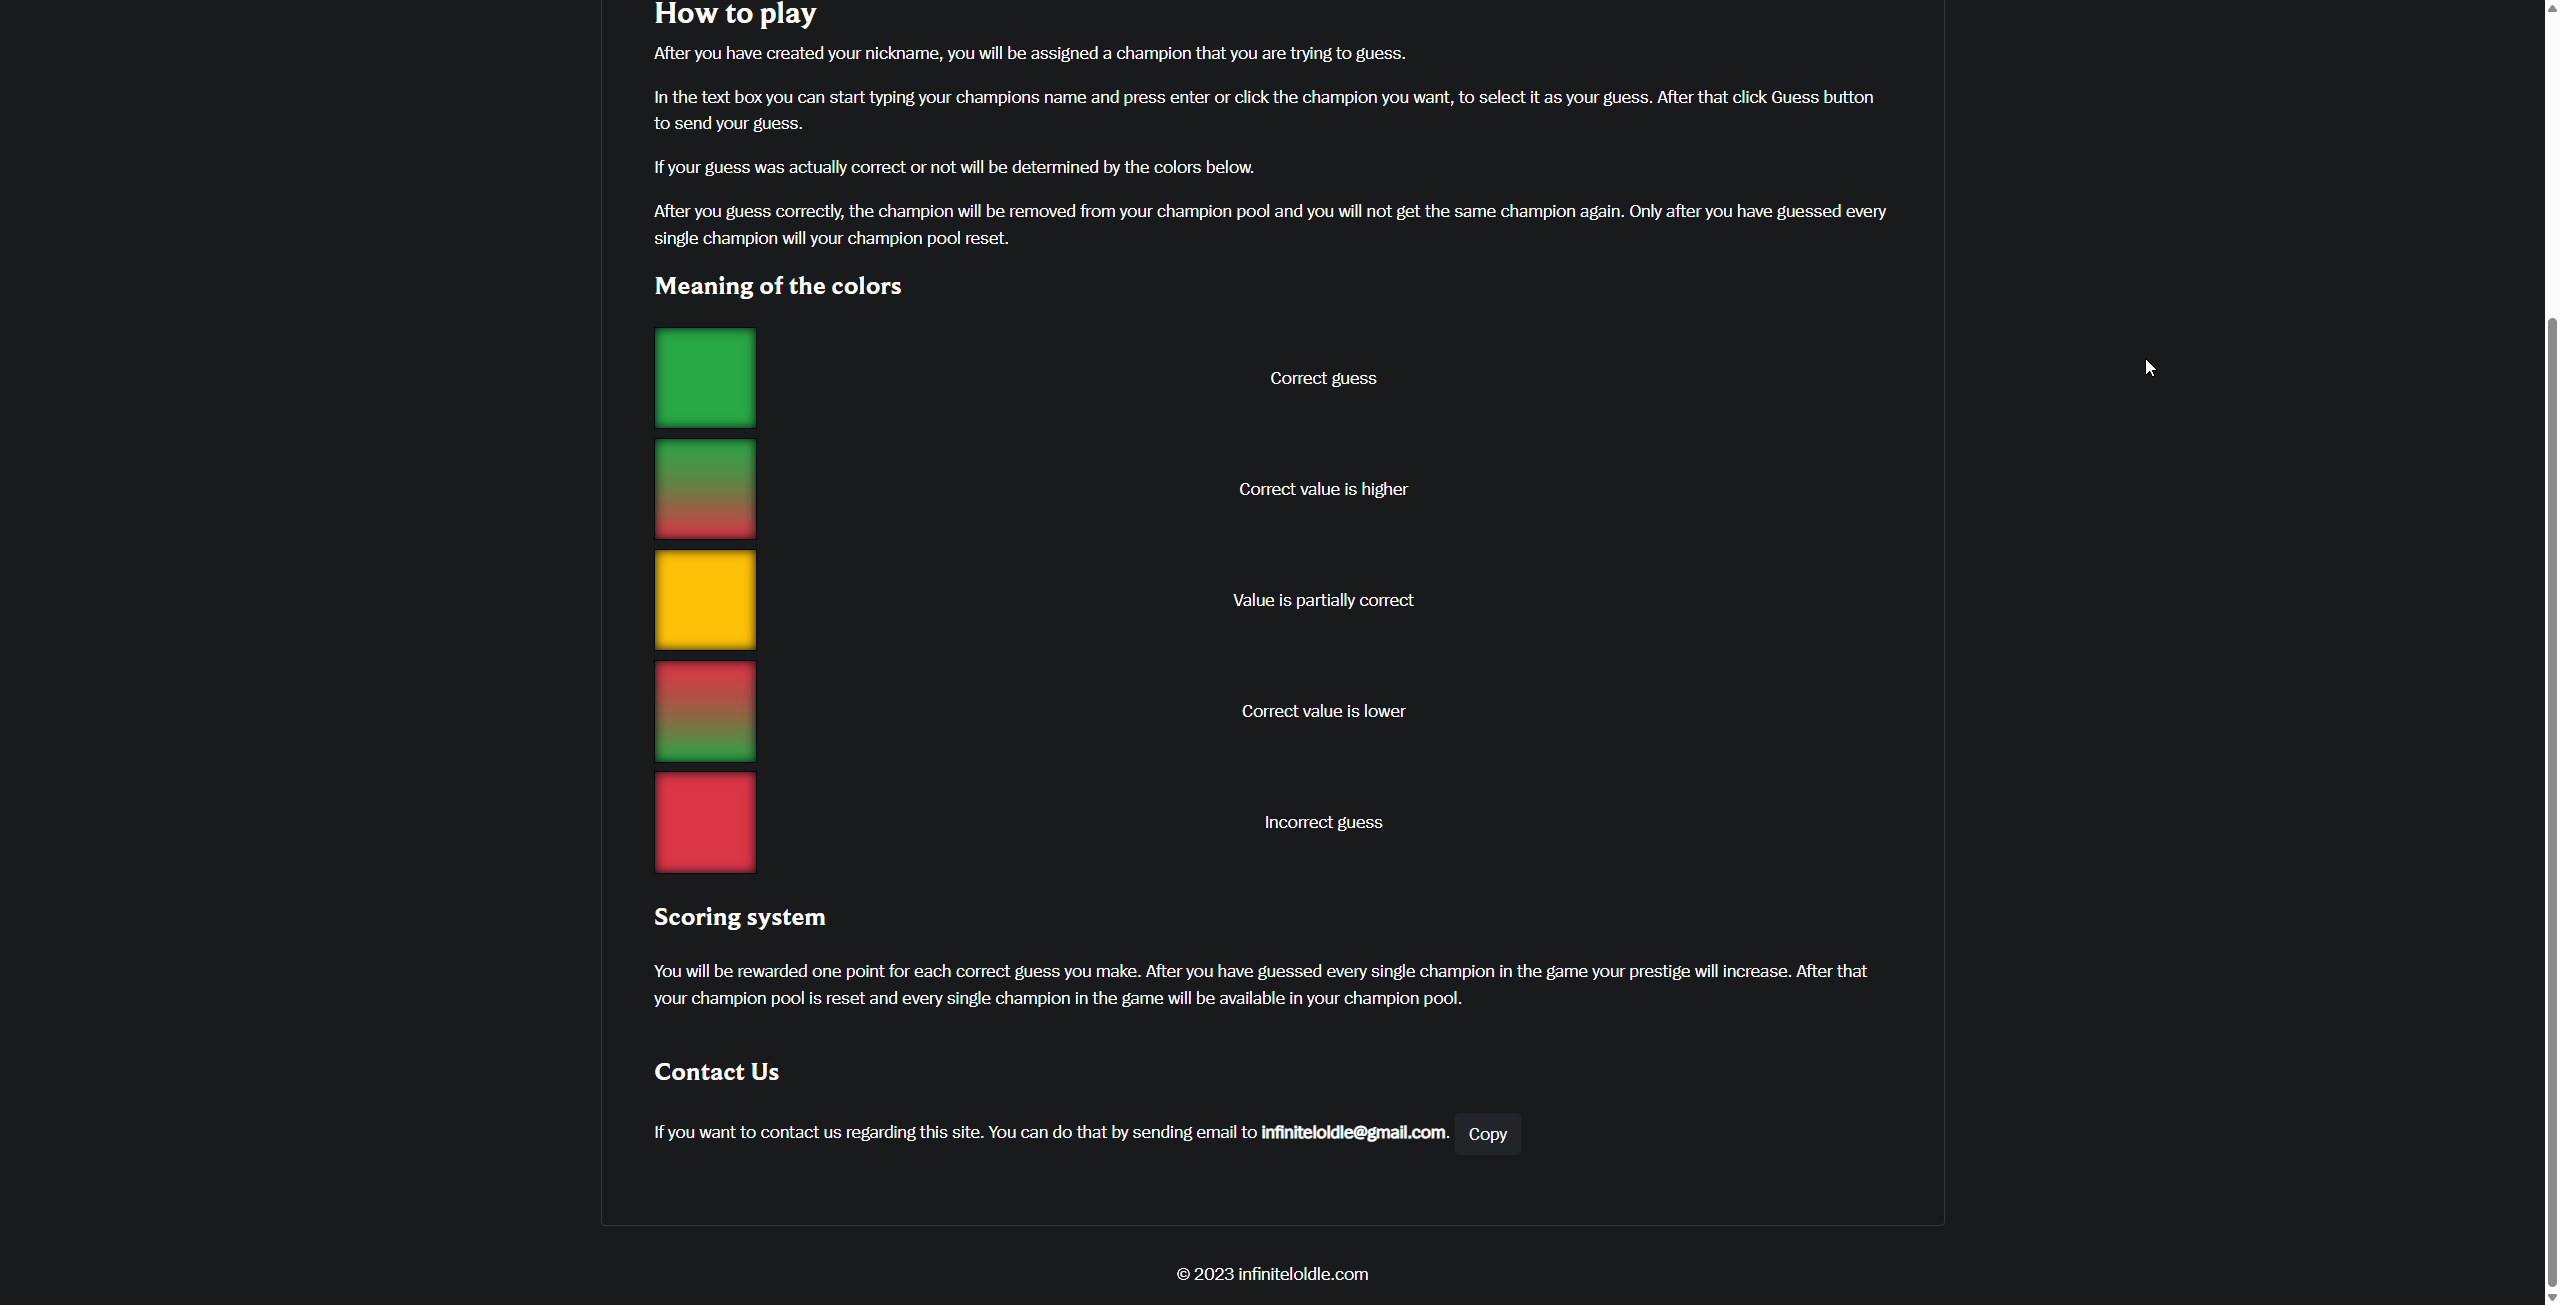 How to play
After you have created your nickname, you will be assigned a champion that you are trying to guess.
In the text box you can start typing your champions name and press enter or click the champion you want, to select it as your guess. After that click Guess button
to send your guess.
If your guess was actually correct or not will be determined by the colors below.
After you guess correctly, the champion will be removed from your champion pool and you will not get the same champion again. Only after you have guessed every
single champion will your champion pool reset.
Meaning of the colors
Correct guess
Correct value is higher
Value is partially correct
Correct value is lower
Incorrect guess
Scoring system
You will be rewarded one point for each correct guess you make. After you have guessed every single champion in the game your prestige will increase. After that
your champion pool is reset and every single champion in the game will be available in your champion pool.
Contact Us
If you want to contact us regarding this site. You can do that by sending email to infiniteloldle@gmail.com. Copy
© 2023 infiniteloldle.com